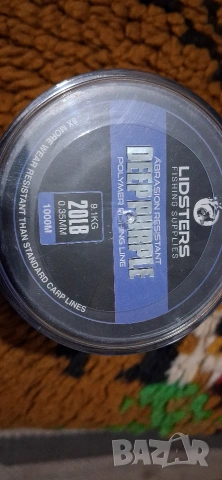 LIDSTERS
FISHING SUPPLIES
ABRASION RESISTANT
DEEP PURPLE
POLYMER FISHING LINE
9.1KG
20LB
0.35MM
1000M
8X MORE WEAR RESISTANT THAN STANDARD CARP LINES
bazar.bg